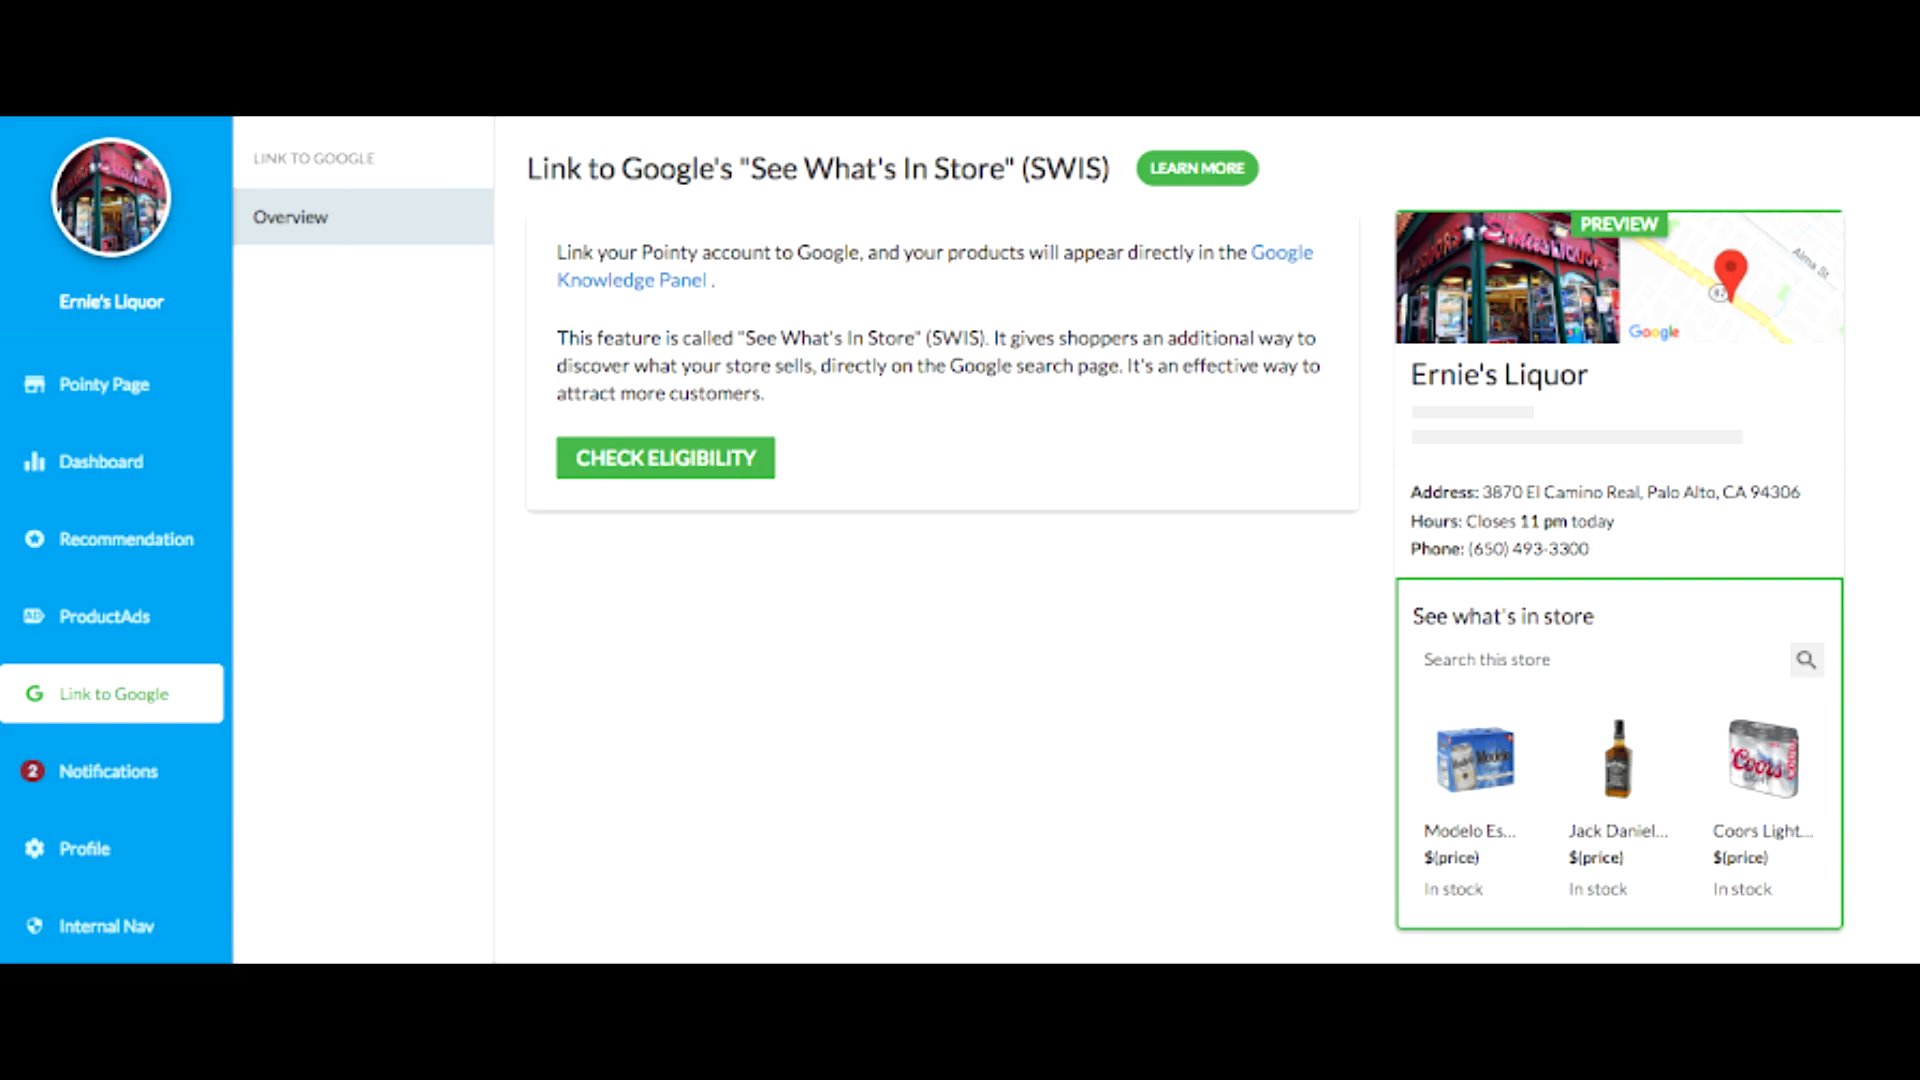 Ernie's Liquor
Pointy Page
Dashboard
Recommendation
ProductAds
Link to Google
2 Notifications
Profile
Internal Nav
LINK TO GOOGLE
Overview
Link to Google's "See What's In Store" (SWIS) LEARN MORE
Link your Pointy account to Google, and your products will appear directly in the Google
Knowledge Panel .
This feature is called "See What's In Store" (SWIS). It gives shoppers an additional way to
discover what your store sells, directly on the Google search page. It's an effective way to
attract more customers.
CHECK ELIGIBILITY
PREVIEW
Alma St
Google
Ernie's Liquor
Address: 3870 El Camino Real, Palo Alto, CA 94306
Hours: Closes 11 pm today
Phone: (650) 493-3300
See what's in store
Search this store
Modelo
Coors
Modelo Es... Jack Daniel... Coors Light...
$(price) $(price) $(price)
In stock In stock In stock